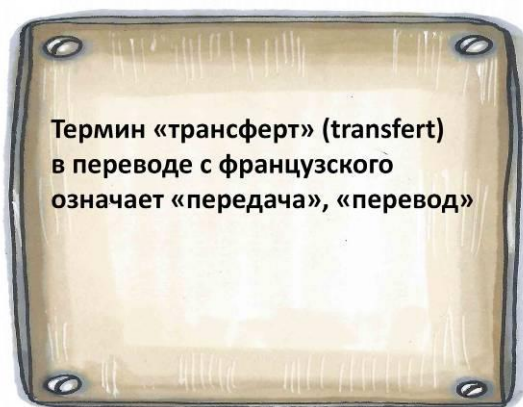 Термин «трансферт» (transfert)
в переводе с французского
означает «передача», «перевод»